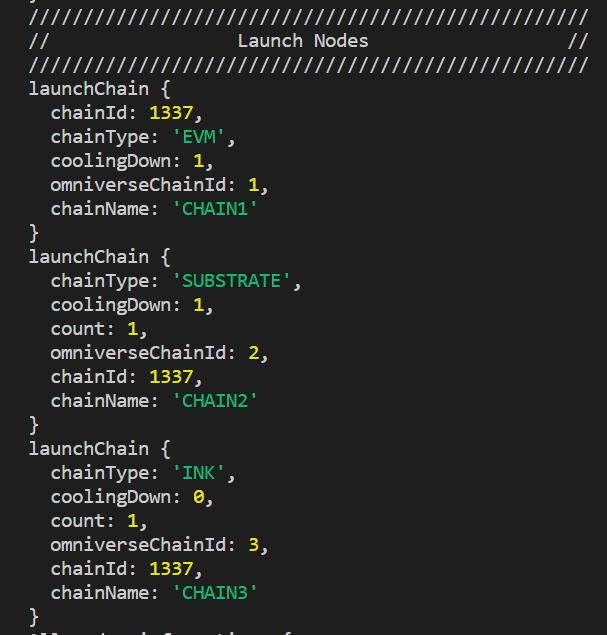 //////////////////////////////////////////////////
// Launch Nodes //
//////////////////////////////////////////////////
launchChain {
  chainId: 1337,
  chainType: 'EVM',
  coolingDown: 1,
  omniverseChainId: 1,
  chainName: 'CHAIN1'
}
launchChain {
  chainType: 'SUBSTRATE',
  coolingDown: 1,
  count: 1,
  omniverseChainId: 2,
  chainId: 1337,
  chainName: 'CHAIN2'
}
launchChain {
  chainType: 'INK',
  coolingDown: 0,
  count: 1,
  omniverseChainId: 3,
  chainId: 1337,
  chainName: 'CHAIN3'
}